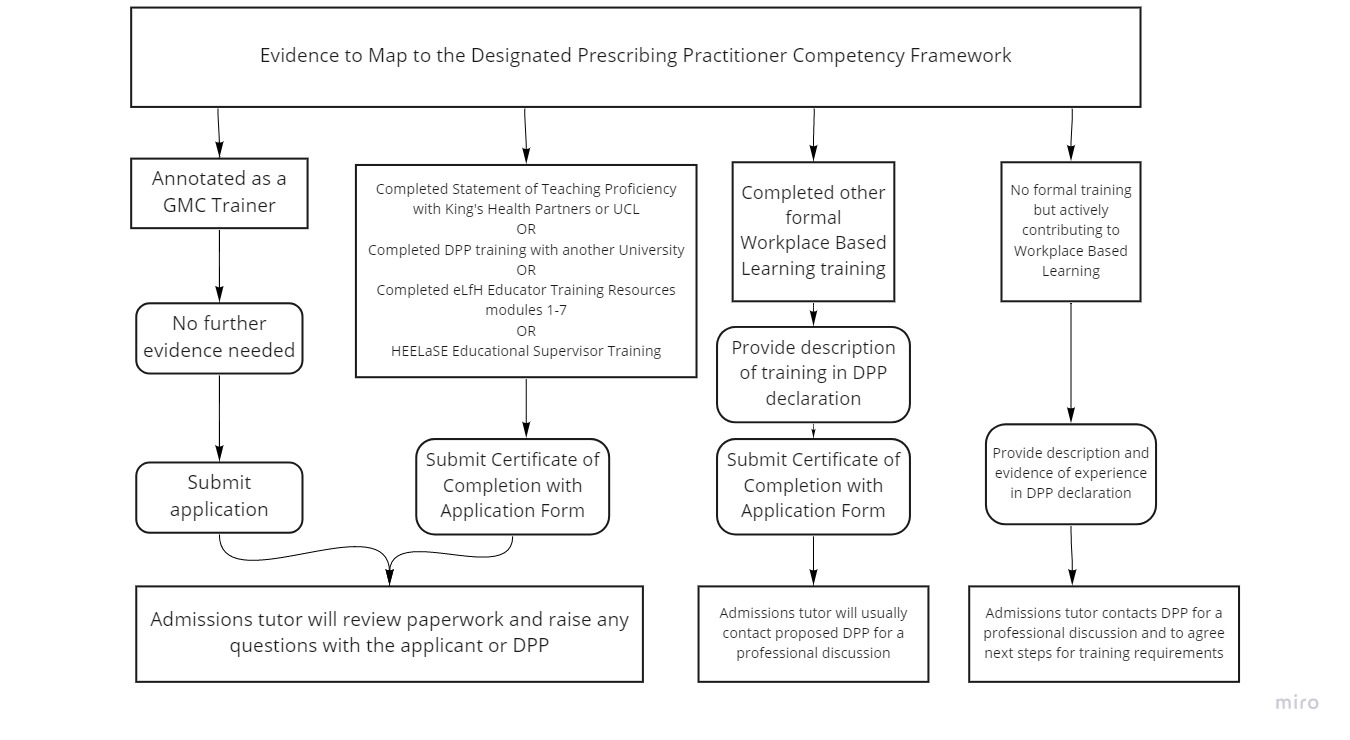 Evidence to Map to the Designated Prescribing Practitioner Competency Framework
Annotated as a
GMC Trainer
No further
evidence needed
Submit
application
Completed Statement of Teaching Proficiency
with King's Health Partners or UCL
OR
Completed DPP training with another University
OR
Completed eLfH Educator Training Resources
modules 1-7
OR
HEELaSE Educational Supervisor Training
Submit Certificate of
Completion with
Application Form
Admissions tutor will review paperwork and raise any
questions with the applicant or DPP
Completed other
formal
Workplace Based
Learning training
Provide description
of training in DPP
declaration
Submit Certificate of
Completion with
Application Form
Admissions tutor will usually
contact proposed DPP for a
professional discussion
No formal training
but actively
contributing to
Workplace Based
Learning
Provide description and
evidence of experience
in DPP declaration
Admissions tutor contacts DPP for a
professional discussion and to agree
next steps for training requirements
miro